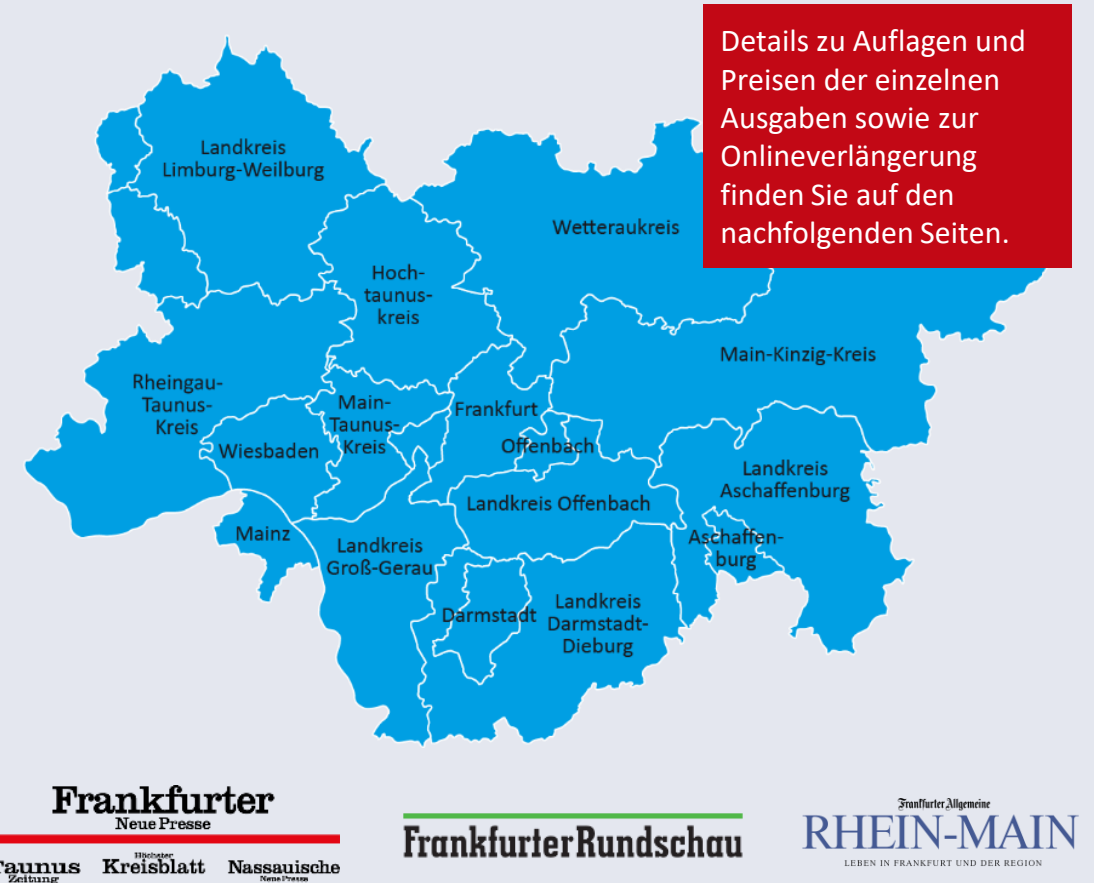 Details zu Auflagen und
Preisen der einzelnen
Ausgaben sowie zur
Onlineverlängerung
finden Sie auf den
nachfolgenden Seiten.
Landkreis
Limburg-Weilburg
Wetteraukreis
Hoch-
taunus-
kreis
Main-Kinzig-Kreis
Rheingau-
Taunus-
Kreis
Main-
Taunus-
Kreis
Frankfurt
Wiesbaden
Offenbach
Landkreis
Aschaffenburg
Landkreis Offenbach
Mainz
Landkreis
Groß-Gerau
Aschaffen-
burg
Darmstadt
Landkreis
Darmstadt-
Dieburg
Frankfurter
Neue Presse
Taunus
Zeitung
Höchster
Kreisblatt
Nassauische
Neue Presse
FrankfurterRundschau
Frankfurter Allgemeine
RHEIN-MAIN
LEBEN IN FRANKFURT UND DER REGION